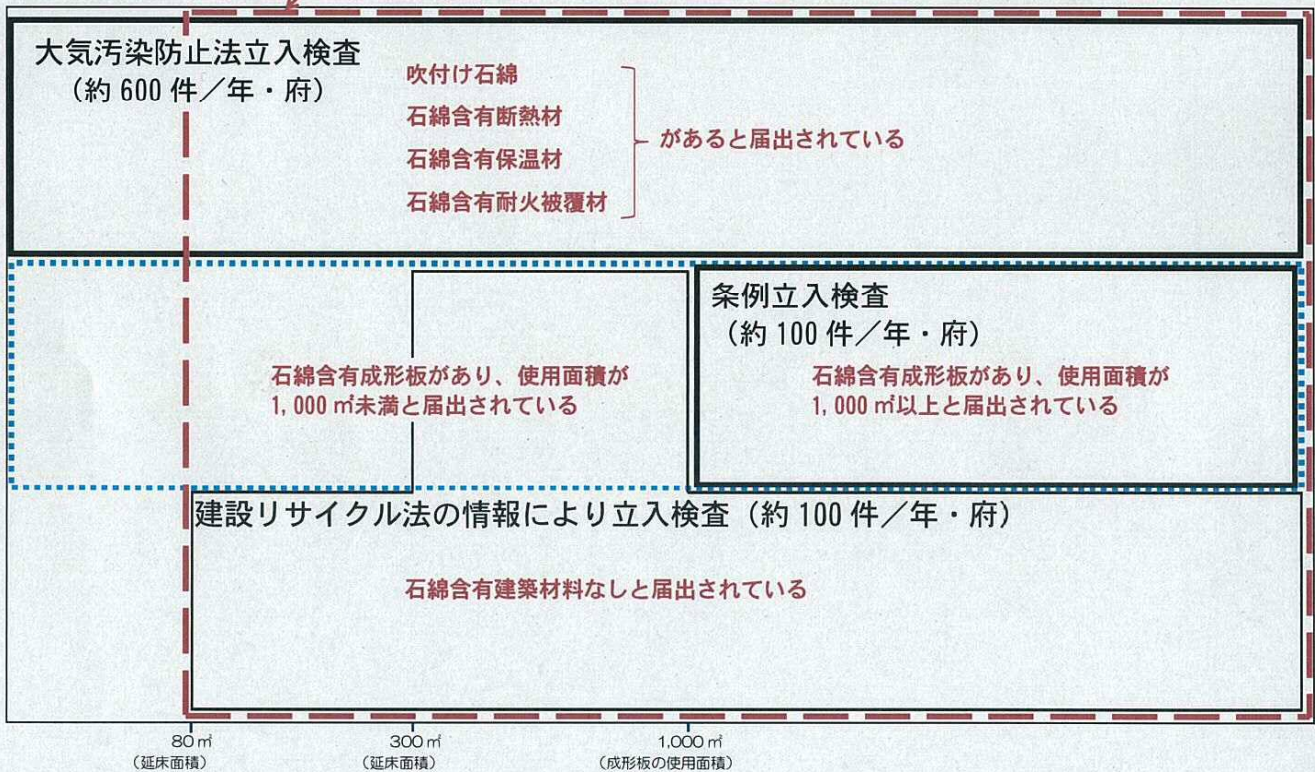 大気汚染防止法立入検査
（約 600 件／年・府）
吹付け石綿
石綿含有断熱材
石綿含有保温材
石綿含有耐火被覆材
があると届出されている
条例立入検査
（約 100 件／年・府）
石綿含有成形板があり、使用面積が
1,000 ㎡未満と届出されている
石綿含有成形板があり、使用面積が
1,000 ㎡以上と届出されている
建設リサイクル法の情報により立入検査（約 100 件／年・府）
石綿含有建築材料なしと届出されている
80 ㎡
（延床面積）
300 ㎡
（延床面積）
1,000 ㎡
（成形板の使用面積）